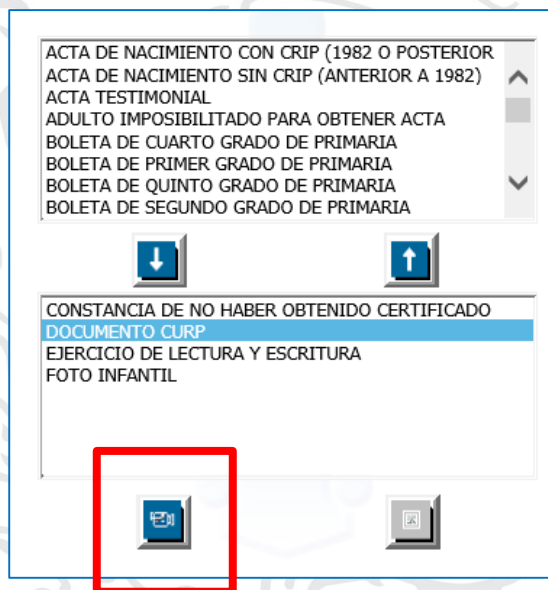 ACTA DE NACIMIENTO CON CRIP (1982 O POSTERIOR
ACTA DE NACIMIENTO SIN CRIP (ANTERIOR A 1982)
ACTA TESTIMONIAL
ADULTO IMPOSIBILITADO PARA OBTENER ACTA
BOLETA DE CUARTO GRADO DE PRIMARIA
BOLETA DE PRIMER GRADO DE PRIMARIA
BOLETA DE QUINTO GRADO DE PRIMARIA
BOLETA DE SEGUNDO GRADO DE PRIMARIA
CONSTANCIA DE NO HABER OBTENIDO CERTIFICADO
DOCUMENTO CURP
EJERCICIO DE LECTURA Y ESCRITURA
FOTO INFANTIL